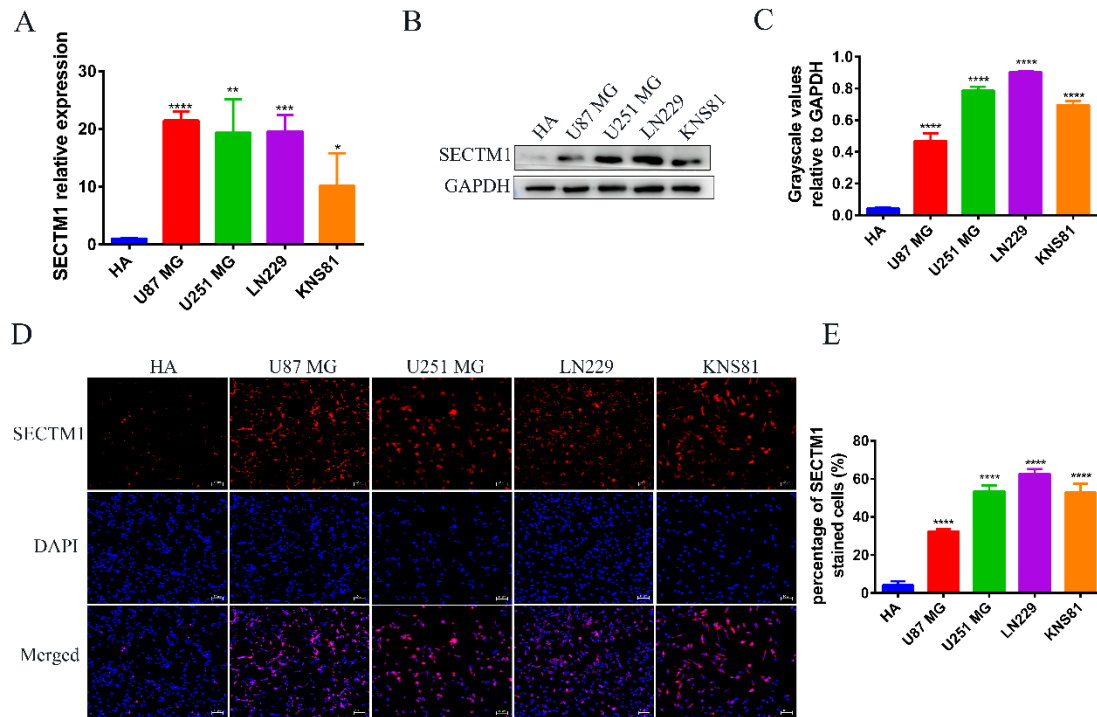 A
SECTM1 relative expression
30
20
10
0
****
**
***
*
HA
U87 MG
U251 MG
LN229
KNS81
B
HA
U87 MG
U251 MG
LN229
KNS81
SECTM1
GAPDH
C
Grayscale values
relative to GAPDH
1.0
0.8
0.6
0.4
0.2
0.0
****
****
****
****
HA
U87 MG
U251 MG
LN229
KNS81
D
HA
U87 MG
U251 MG
LN229
KNS81
SECTM1
DAPI
Merged
E
percentage of SECTM1
stained cells (%)
80
60
40
20
0
****
****
****
****
HA
U87 MG
U251 MG
LN229
KNS81